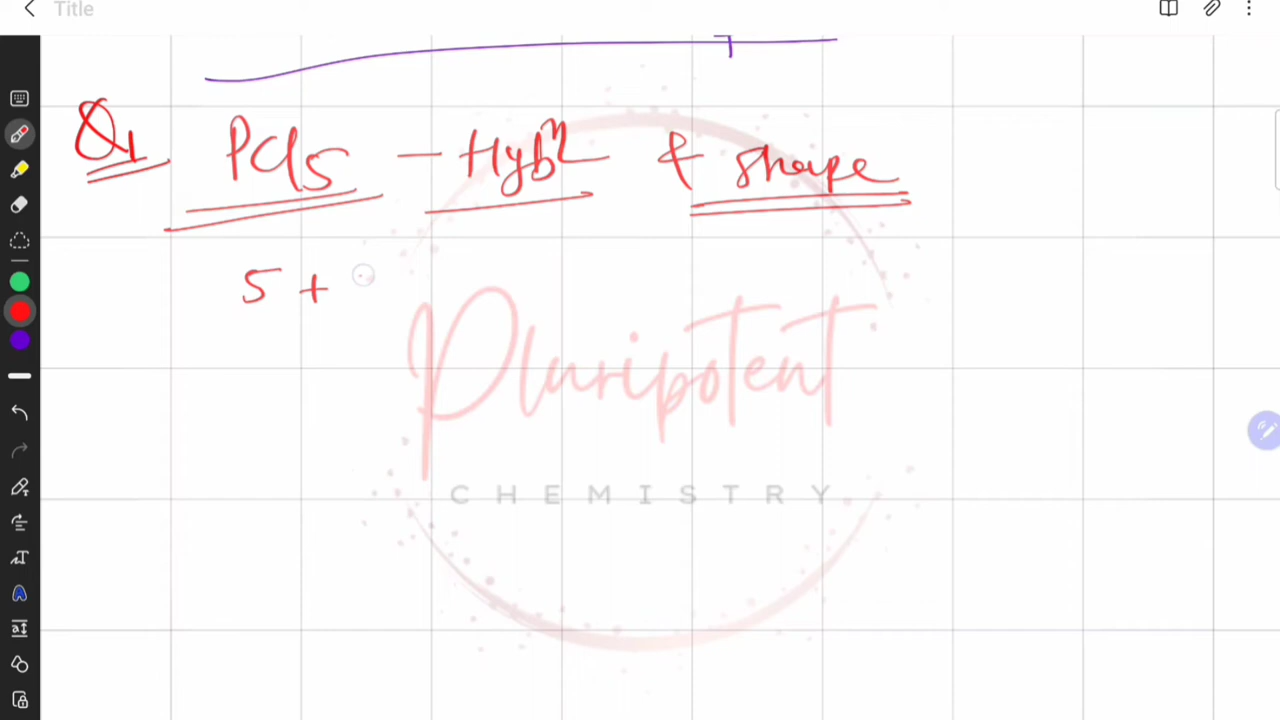 Title
Q1 PCl5 - Hybⁿ & shape
5 +
Pluripotent
CHEMISTRY